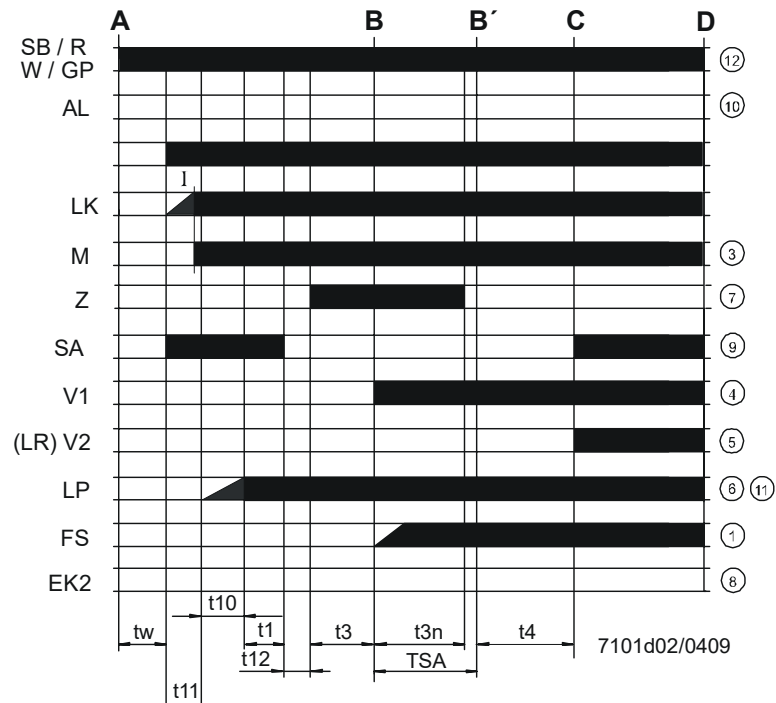 A B B´ C D
SB / R
W / GP 12
AL 10
1
LK
M 3
Z 7
SA 9
V1 4
(LR) V2 5
LP 6 11
FS 1
EK2 8
t10
tw t1 t3 t3n t4 7101d02/0409
t12 TSA
t11